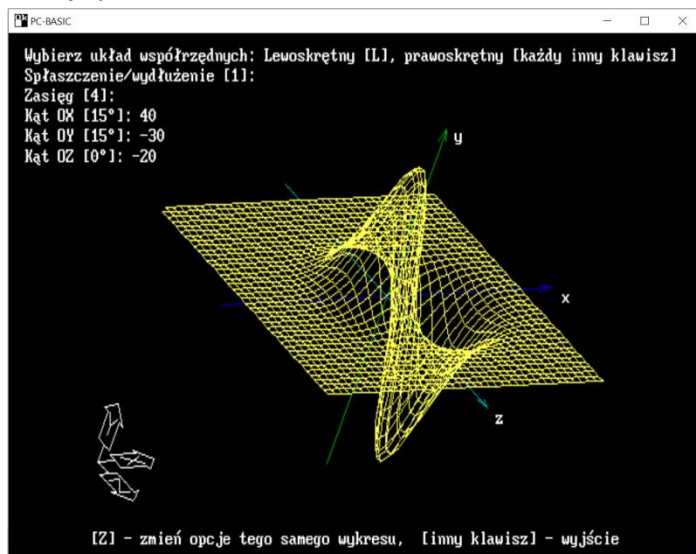 PC-BASIC
Wybierz układ współrzędnych: Lewoskrętny [L], prawoskrętny [każdy inny klawisz]
Spłaszczenie/wydłużenie [1]:
Zasięg [4]:
Kąt OX [15°]: 40
Kąt OY [15°]: -30
Kąt OZ [0°]: -20
y
x
z
[Z] - zmień opcje tego samego wykresu, [inny klawisz] - wyjście